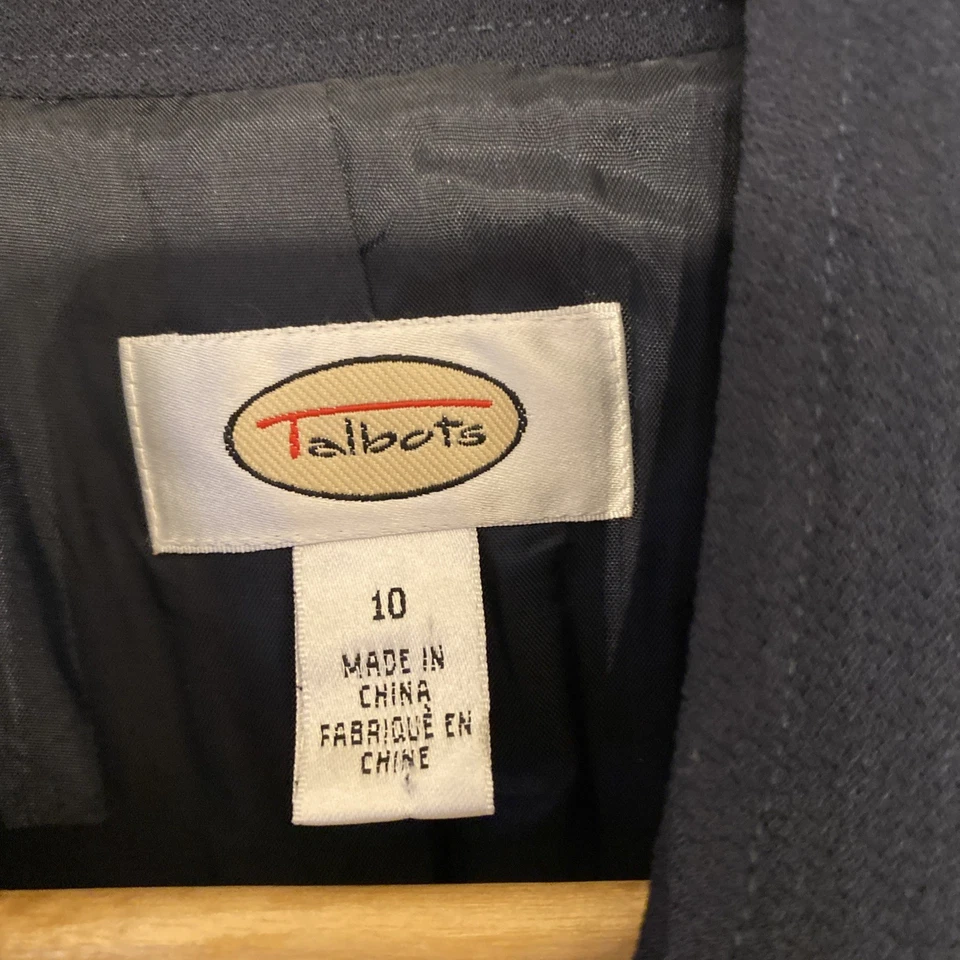 Talbots
10
MADE IN
CHINA
FABRIQUÈ EN
CHINE